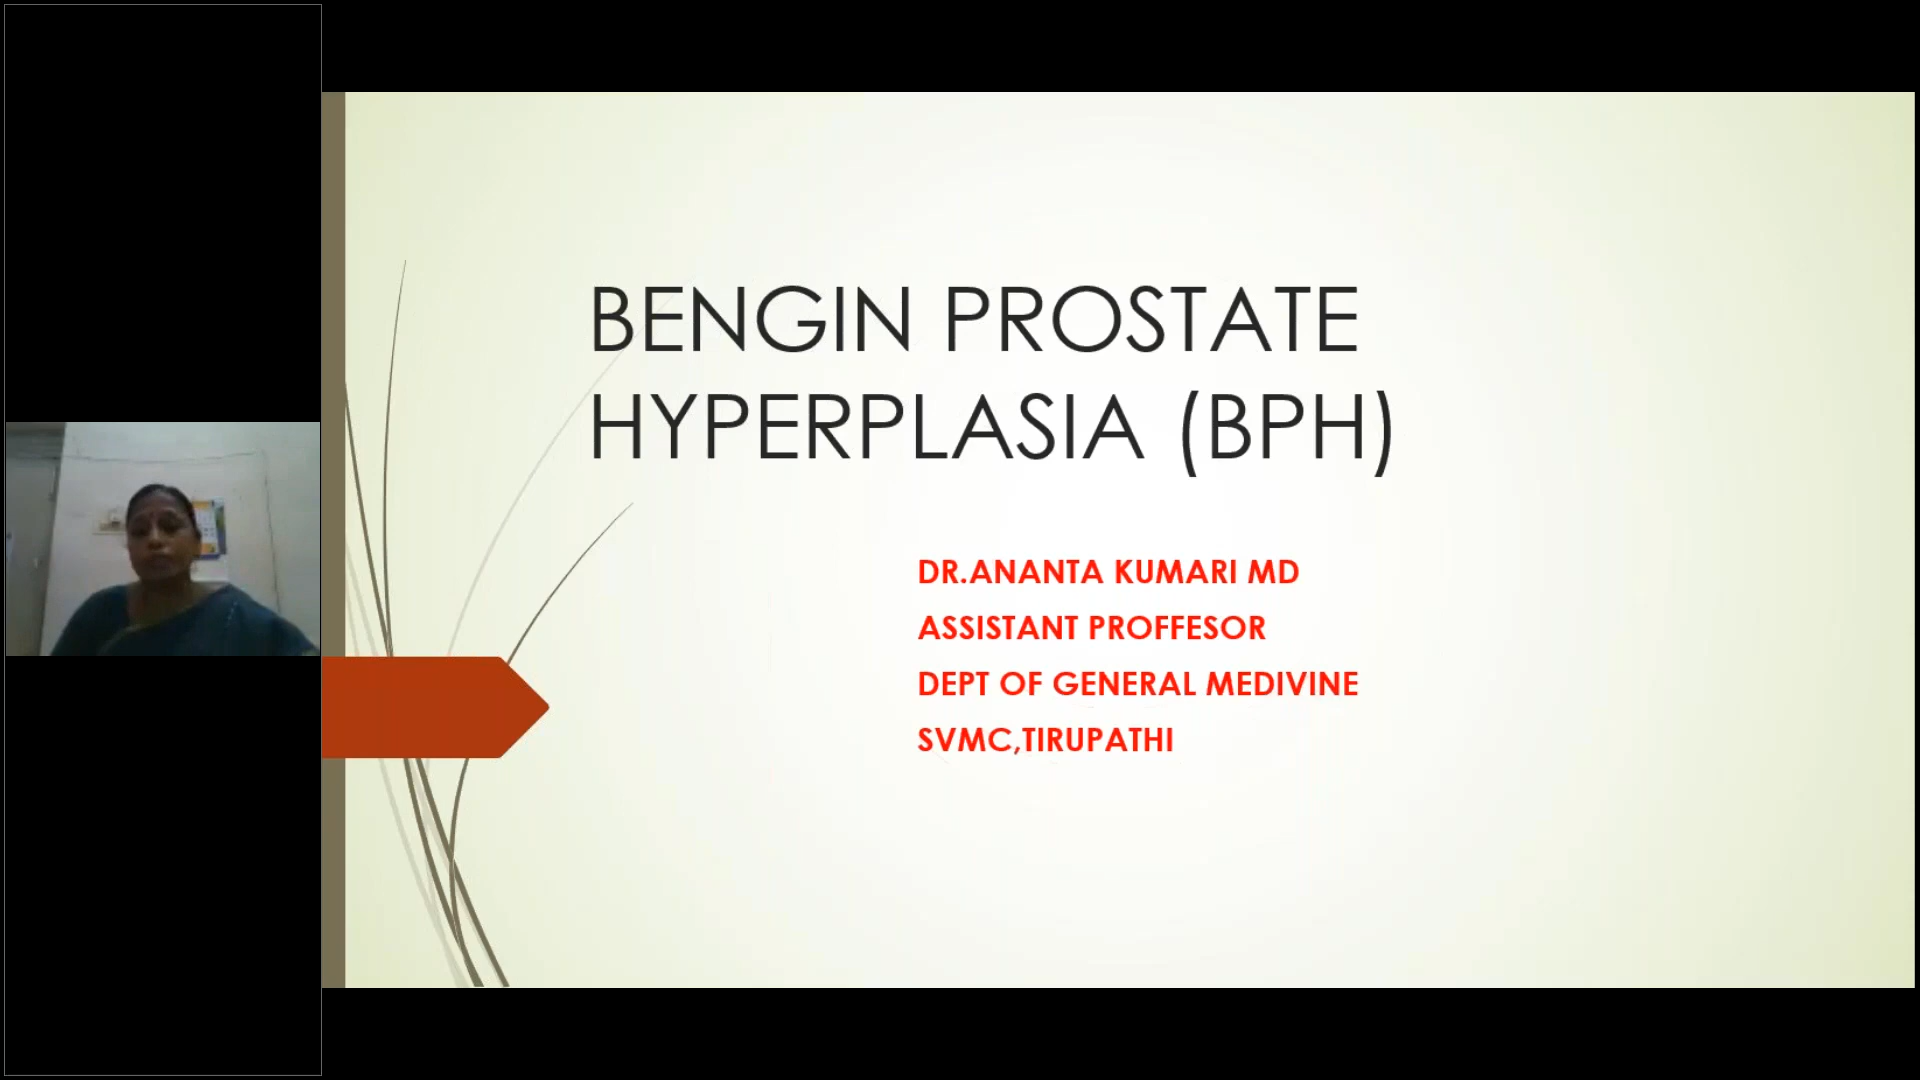 BENGIN PROSTATE
HYPERPLASIA (BPH)
DR.ANANTA KUMARI MD
ASSISTANT PROFFESOR
DEPT OF GENERAL MEDIVINE
SVMC,TIRUPATHI